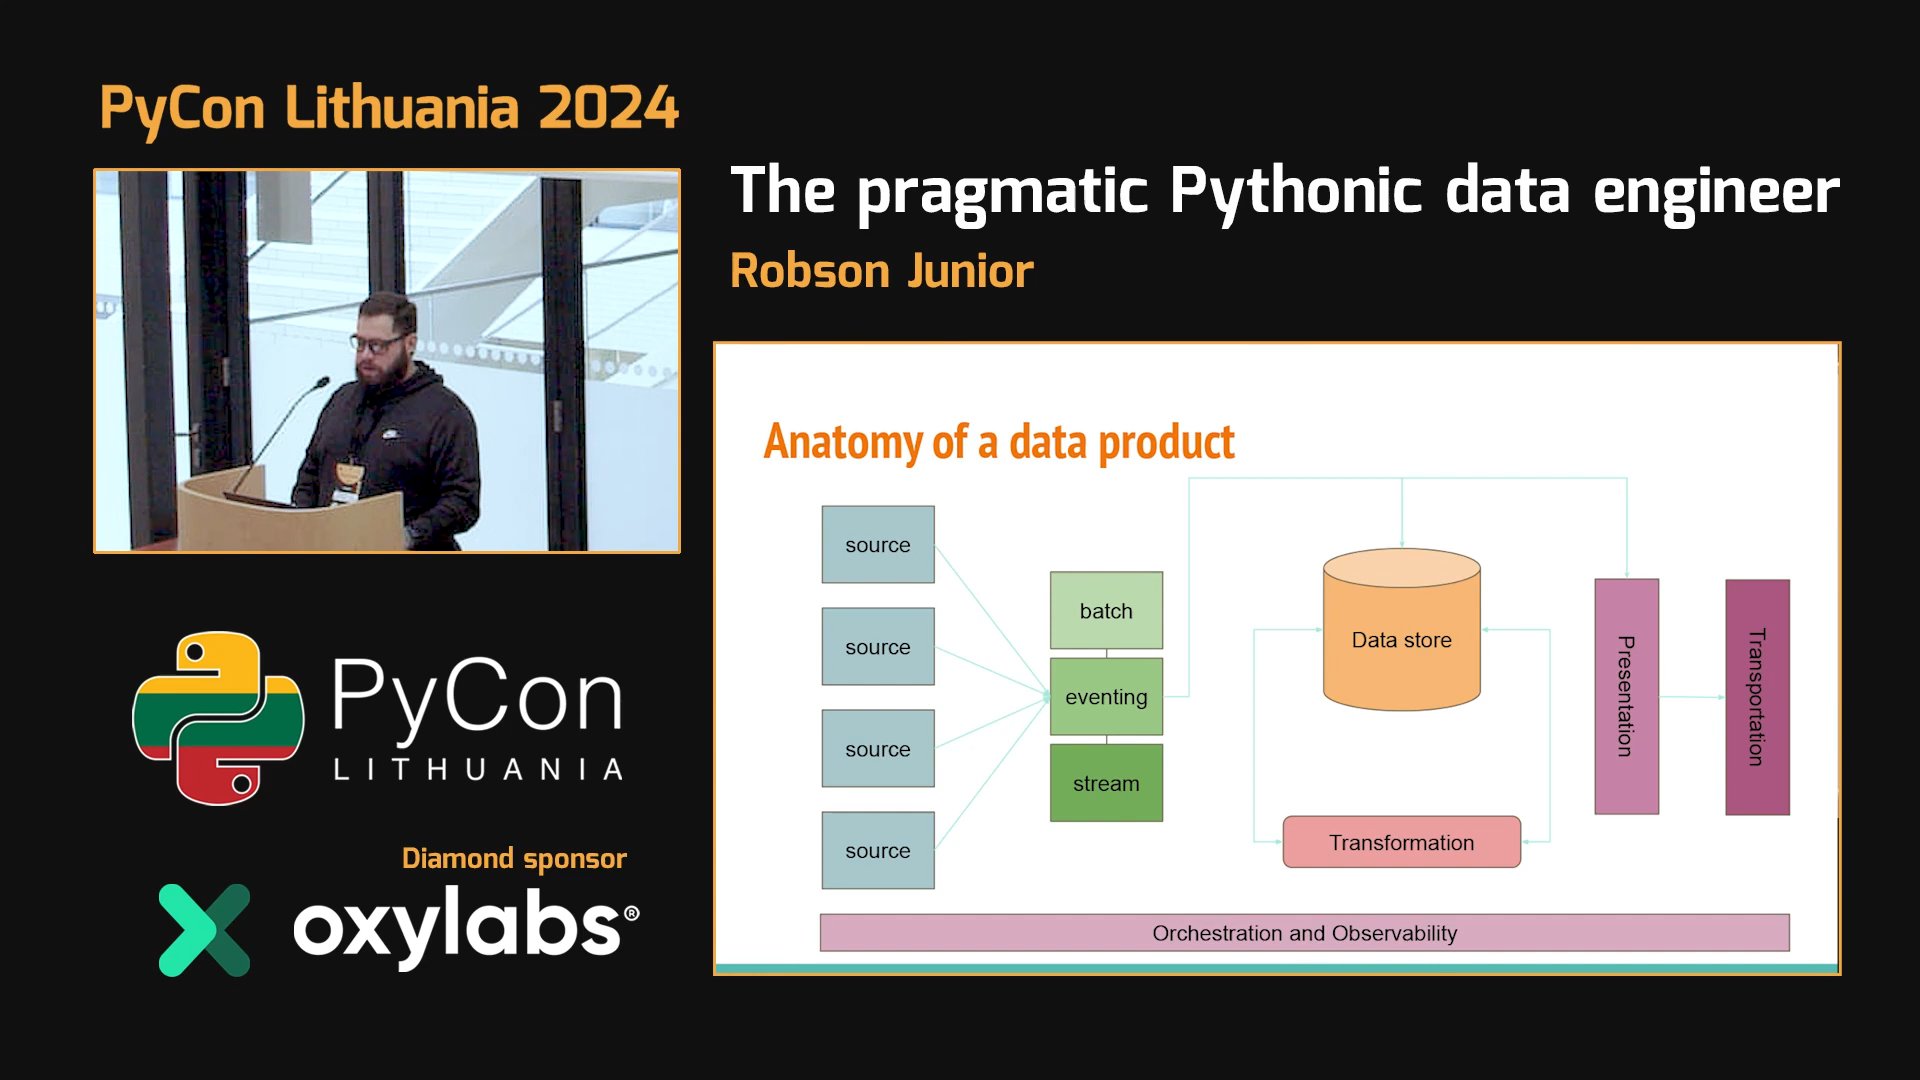 PyCon Lithuania 2024
The pragmatic Pythonic data engineer
Robson Junior
Anatomy of a data product
source
source
source
source
batch
eventing
stream
Data store
Transformation
Presentation
Transportation
Orchestration and Observability
PyCon
LITHUANIA
Diamond sponsor
oxylabs®